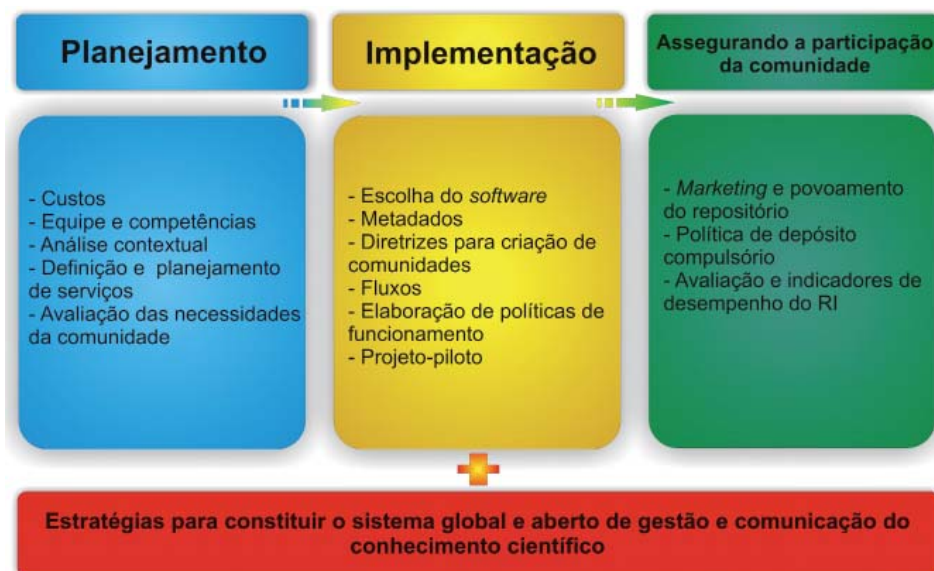 Planejamento
Implementação
Assegurando a participação
da comunidade
- Custos
- Equipe e competências
- Análise contextual
- Definição e planejamento
de serviços
- Avaliação das necessidades
da comunidade
- Escolha do software
- Metadados
- Diretrizes para criação de
comunidades
- Fluxos
- Elaboração de políticas de
funcionamento
- Projeto-piloto
- Marketing e povoamento
do repositório
- Política de depósito
compulsório
- Avaliação e indicadores de
desempenho do RI
Estratégias para constituir o sistema global e aberto de gestão e comunicação do
conhecimento científico